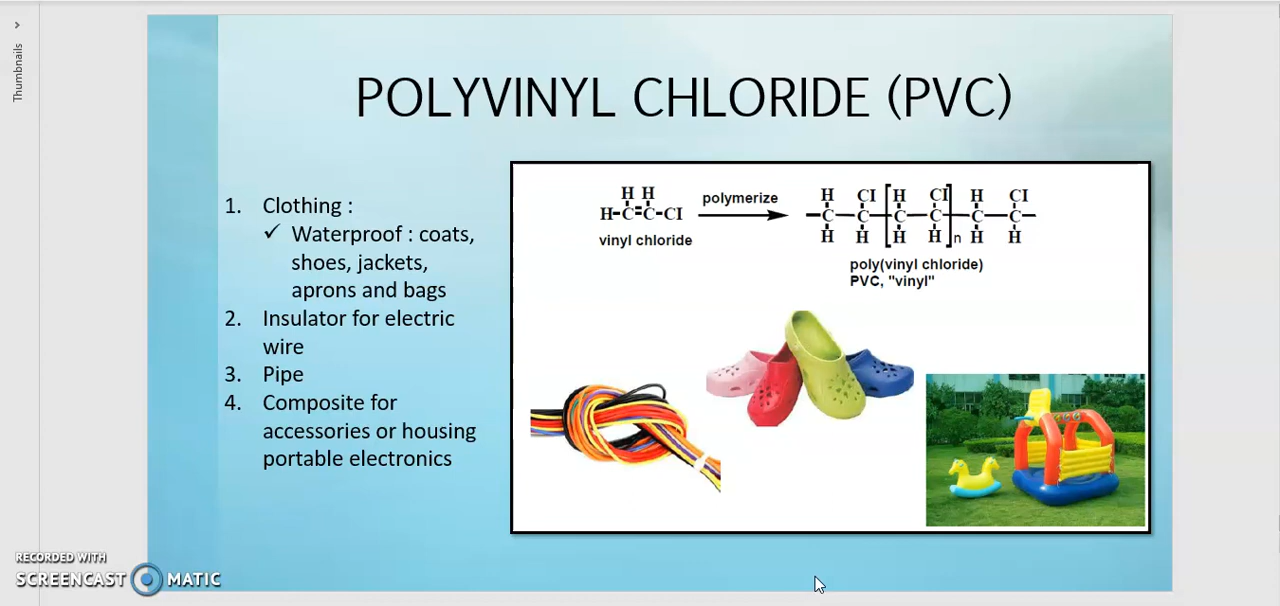 Thumbnails
POLYVINYL CHLORIDE (PVC)
1. Clothing :
✓ Waterproof : coats,
shoes, jackets,
aprons and bags
2. Insulator for electric
wire
3. Pipe
4. Composite for
accessories or housing
portable electronics
H H
H-C=C-Cl
vinyl chloride
polymerize
H Cl [H Cl] H Cl
C C C C C C
H H H H n H H
poly(vinyl chloride)
PVC, "vinyl"
RECORDED WITH
SCREENCAST MATIC